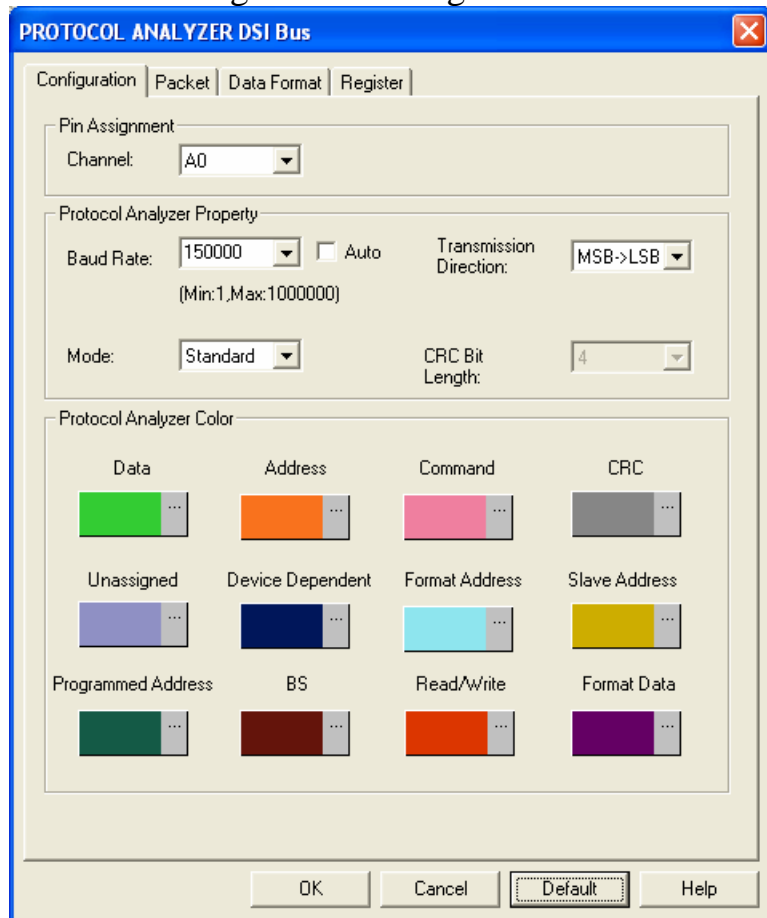 PROTOCOL ANALYZER DSI Bus
Configuration Packet Data Format Register
Pin Assignment
Channel: A0
Protocol Analyzer Property
Baud Rate: 150000 Auto Transmission Direction: MSB->LSB
(Min:1,Max:1000000)
Mode: Standard CRC Bit Length: 4
Protocol Analyzer Color
Data Address Command CRC
... ... ... ...
Unassigned Device Dependent Format Address Slave Address
... ... ... ...
Programmed Address BS Read/Write Format Data
... ... ... ...
OK Cancel Default Help